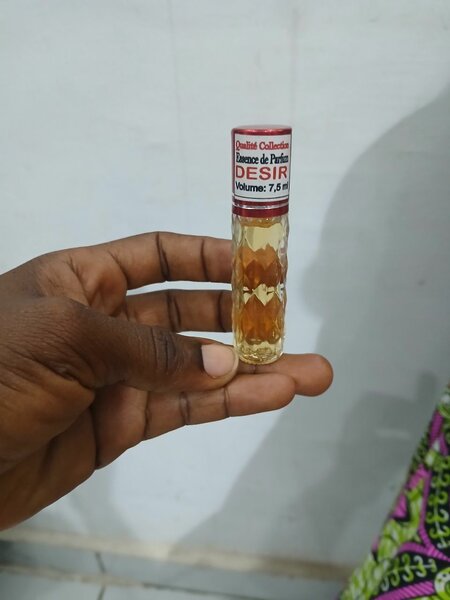 Qualité Collection
Essence de Parfum
DESIR
Volume: 7,5 ml